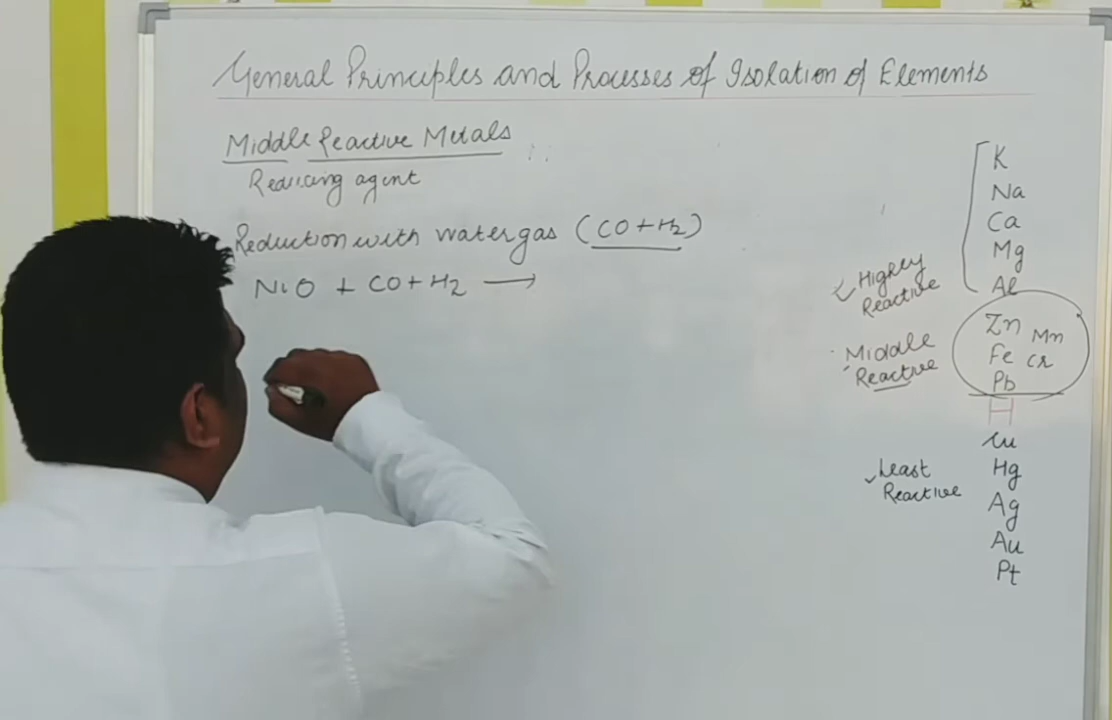 General Principles and Processes of Isolation of Elements
Middle Reactive Metals
Reducing agent
Reduction with water gas (CO+H2)
NiO + CO+H2 ⟶
K
Na
Ca
Mg
Al
Highly
Reactive
Zn Mn
Fe Cr
Pb
Middle
Reactive
H
Cu
Hg
Ag
Au
Pt
Least
Reactive